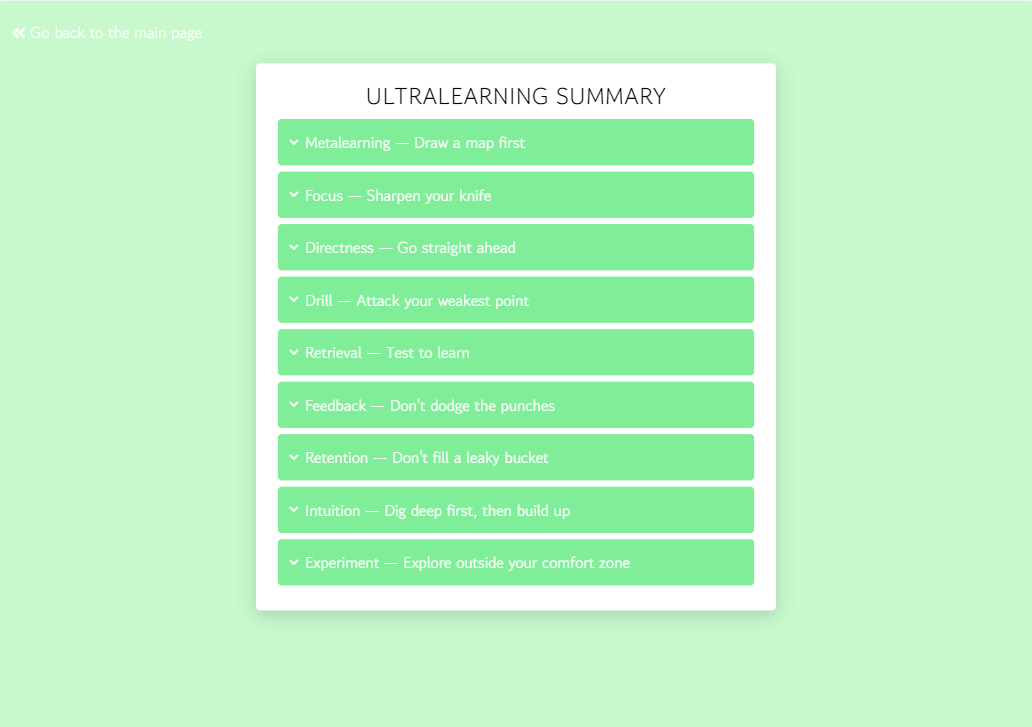 Go back to the main page
ULTRALEARNING SUMMARY
Metalearning — Draw a map first
Focus — Sharpen your knife
Directness — Go straight ahead
Drill — Attack your weakest point
Retrieval — Test to learn
Feedback — Don't dodge the punches
Retention — Don't fill a leaky bucket
Intuition — Dig deep first, then build up
Experiment — Explore outside your comfort zone